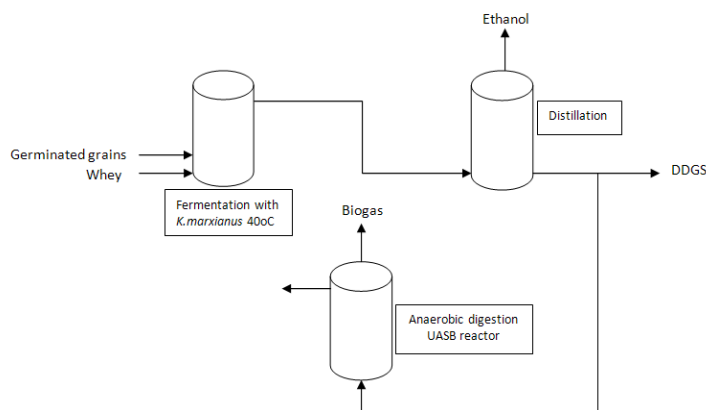 Ethanol
Distillation
Germinated grains
Whey
DDGS
Fermentation with
K.marxianus 40oC
Biogas
Anaerobic digestion
UASB reactor